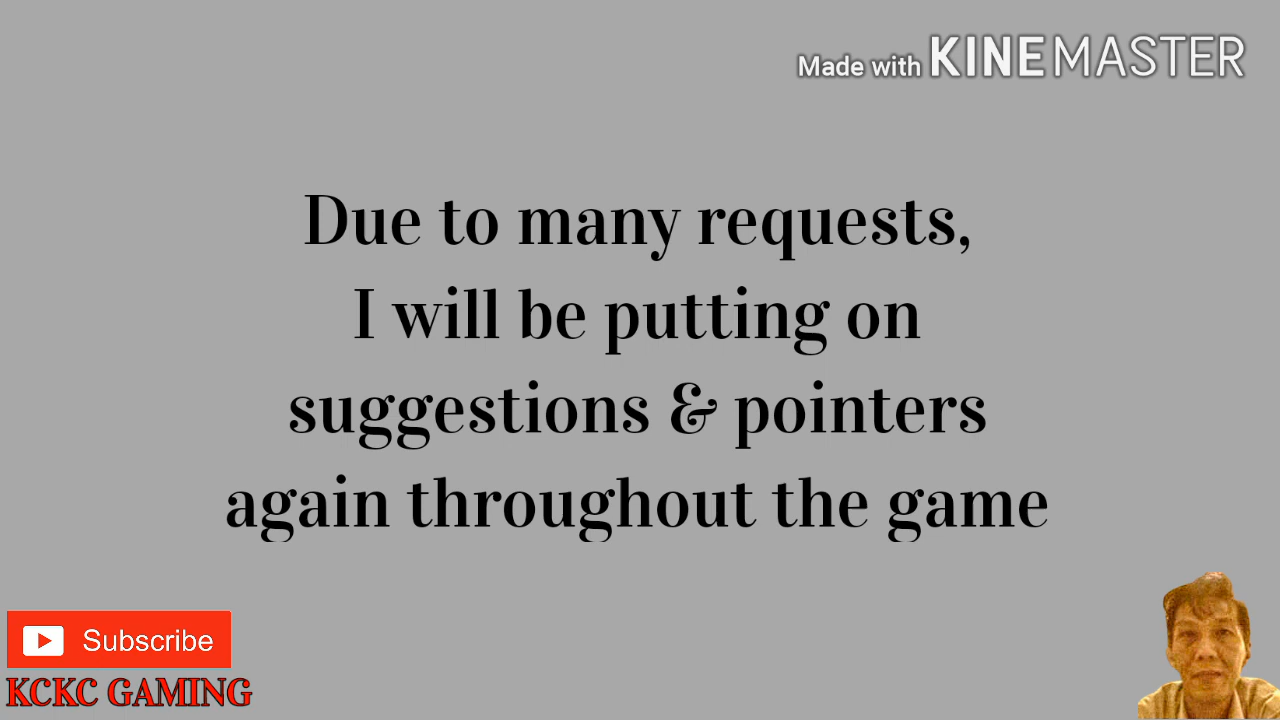 Made with KINEMASTER
Due to many requests,
I will be putting on
suggestions & pointers
again throughout the game
Subscribe
KCKC GAMING